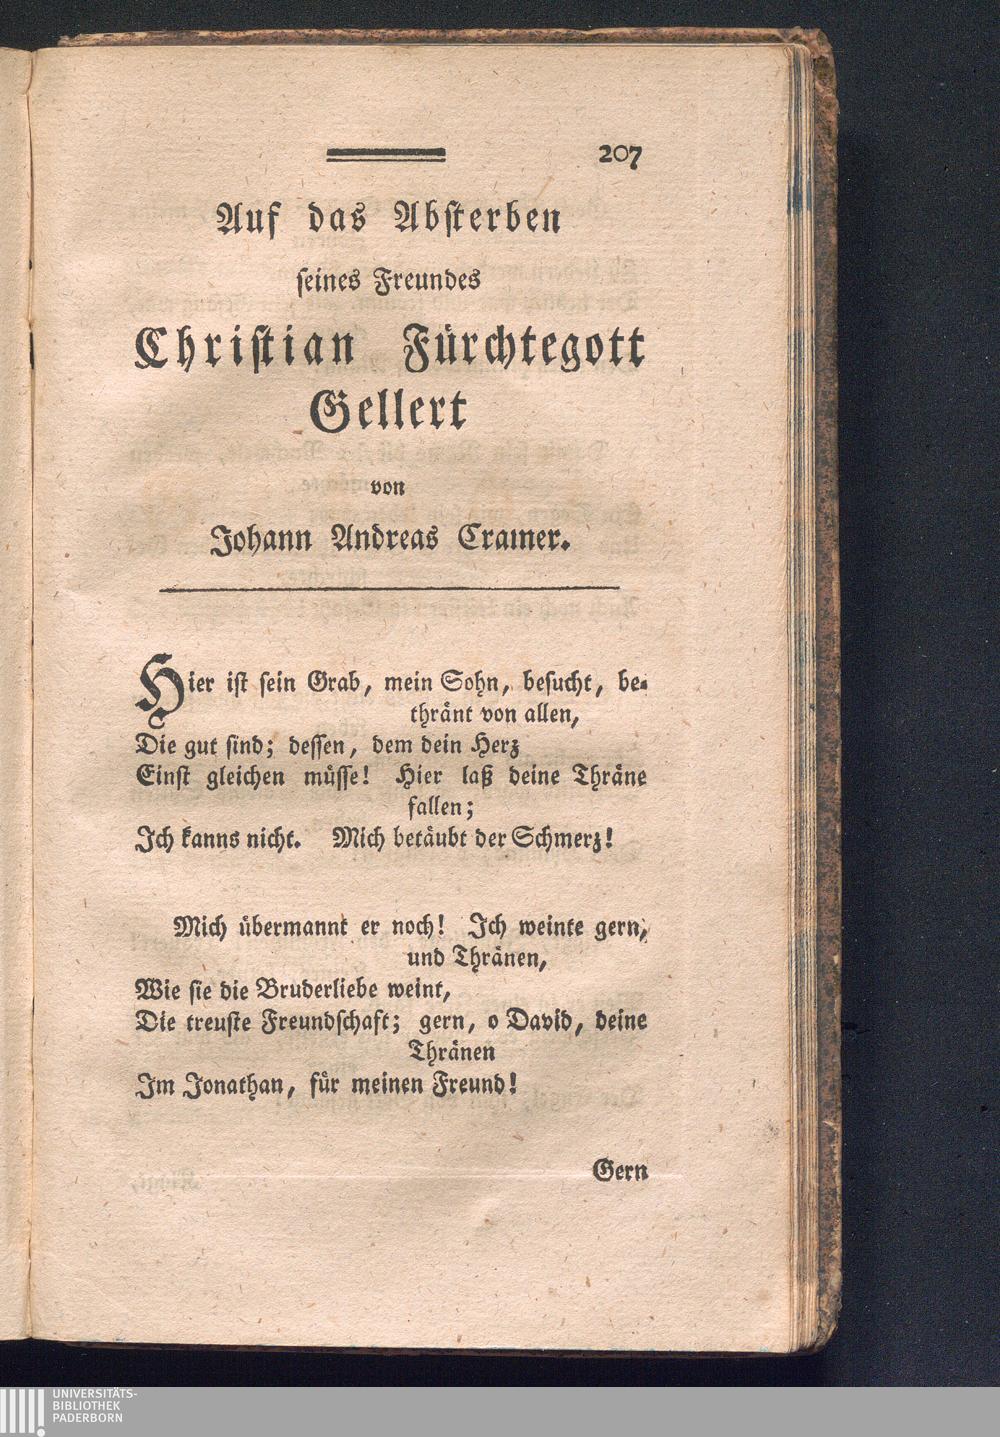 207
Auf das Absterben
seines Freundes
Christian Fürchtegott
Gellert
von
Johann Andreas Cramer.
Hier ist sein Grab, mein Sohn, besucht, be-
thränt von allen,
Die gut sind; dessen, dem dein Herz
Einst gleichen müsse! Hier laß deine Thräne
fallen;
Ich kanns nicht. Mich betäubt der Schmerz!
Mich übermannt er noch! Ich weinte gern,
und Thränen,
Wie sie die Bruderliebe weint,
Die treuste Freundschaft; gern, o David, deine
Thränen
Im Jonathan, für meinen Freund!
Gern
UNIVERSITÄTS-
BIBLIOTHEK
PADERBORN